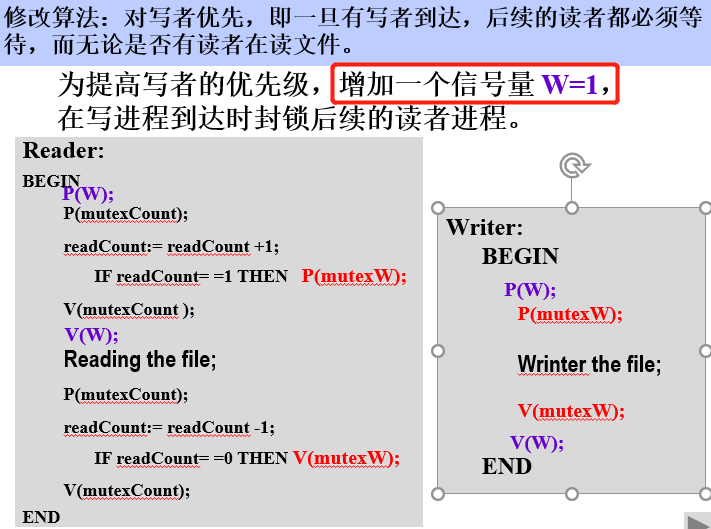 修改算法：对写者优先，即一旦有写者到达，后续的读者都必须等
待，而无论是否有读者在读文件。
为提高写者的优先级，增加一个信号量 W=1，
在写进程到达时封锁后续的读者进程。
Reader:
BEGIN
P(W);
P(mutexCount);
readCount:= readCount +1;
IF readCount= =1 THEN P(mutexW);
V(mutexCount );
V(W);
Reading the file;
P(mutexCount);
readCount:= readCount -1;
IF readCount= =0 THEN V(mutexW);
V(mutexCount);
END
Writer:
BEGIN
P(W);
P(mutexW);
Wrinter the file;
V(mutexW);
V(W);
END